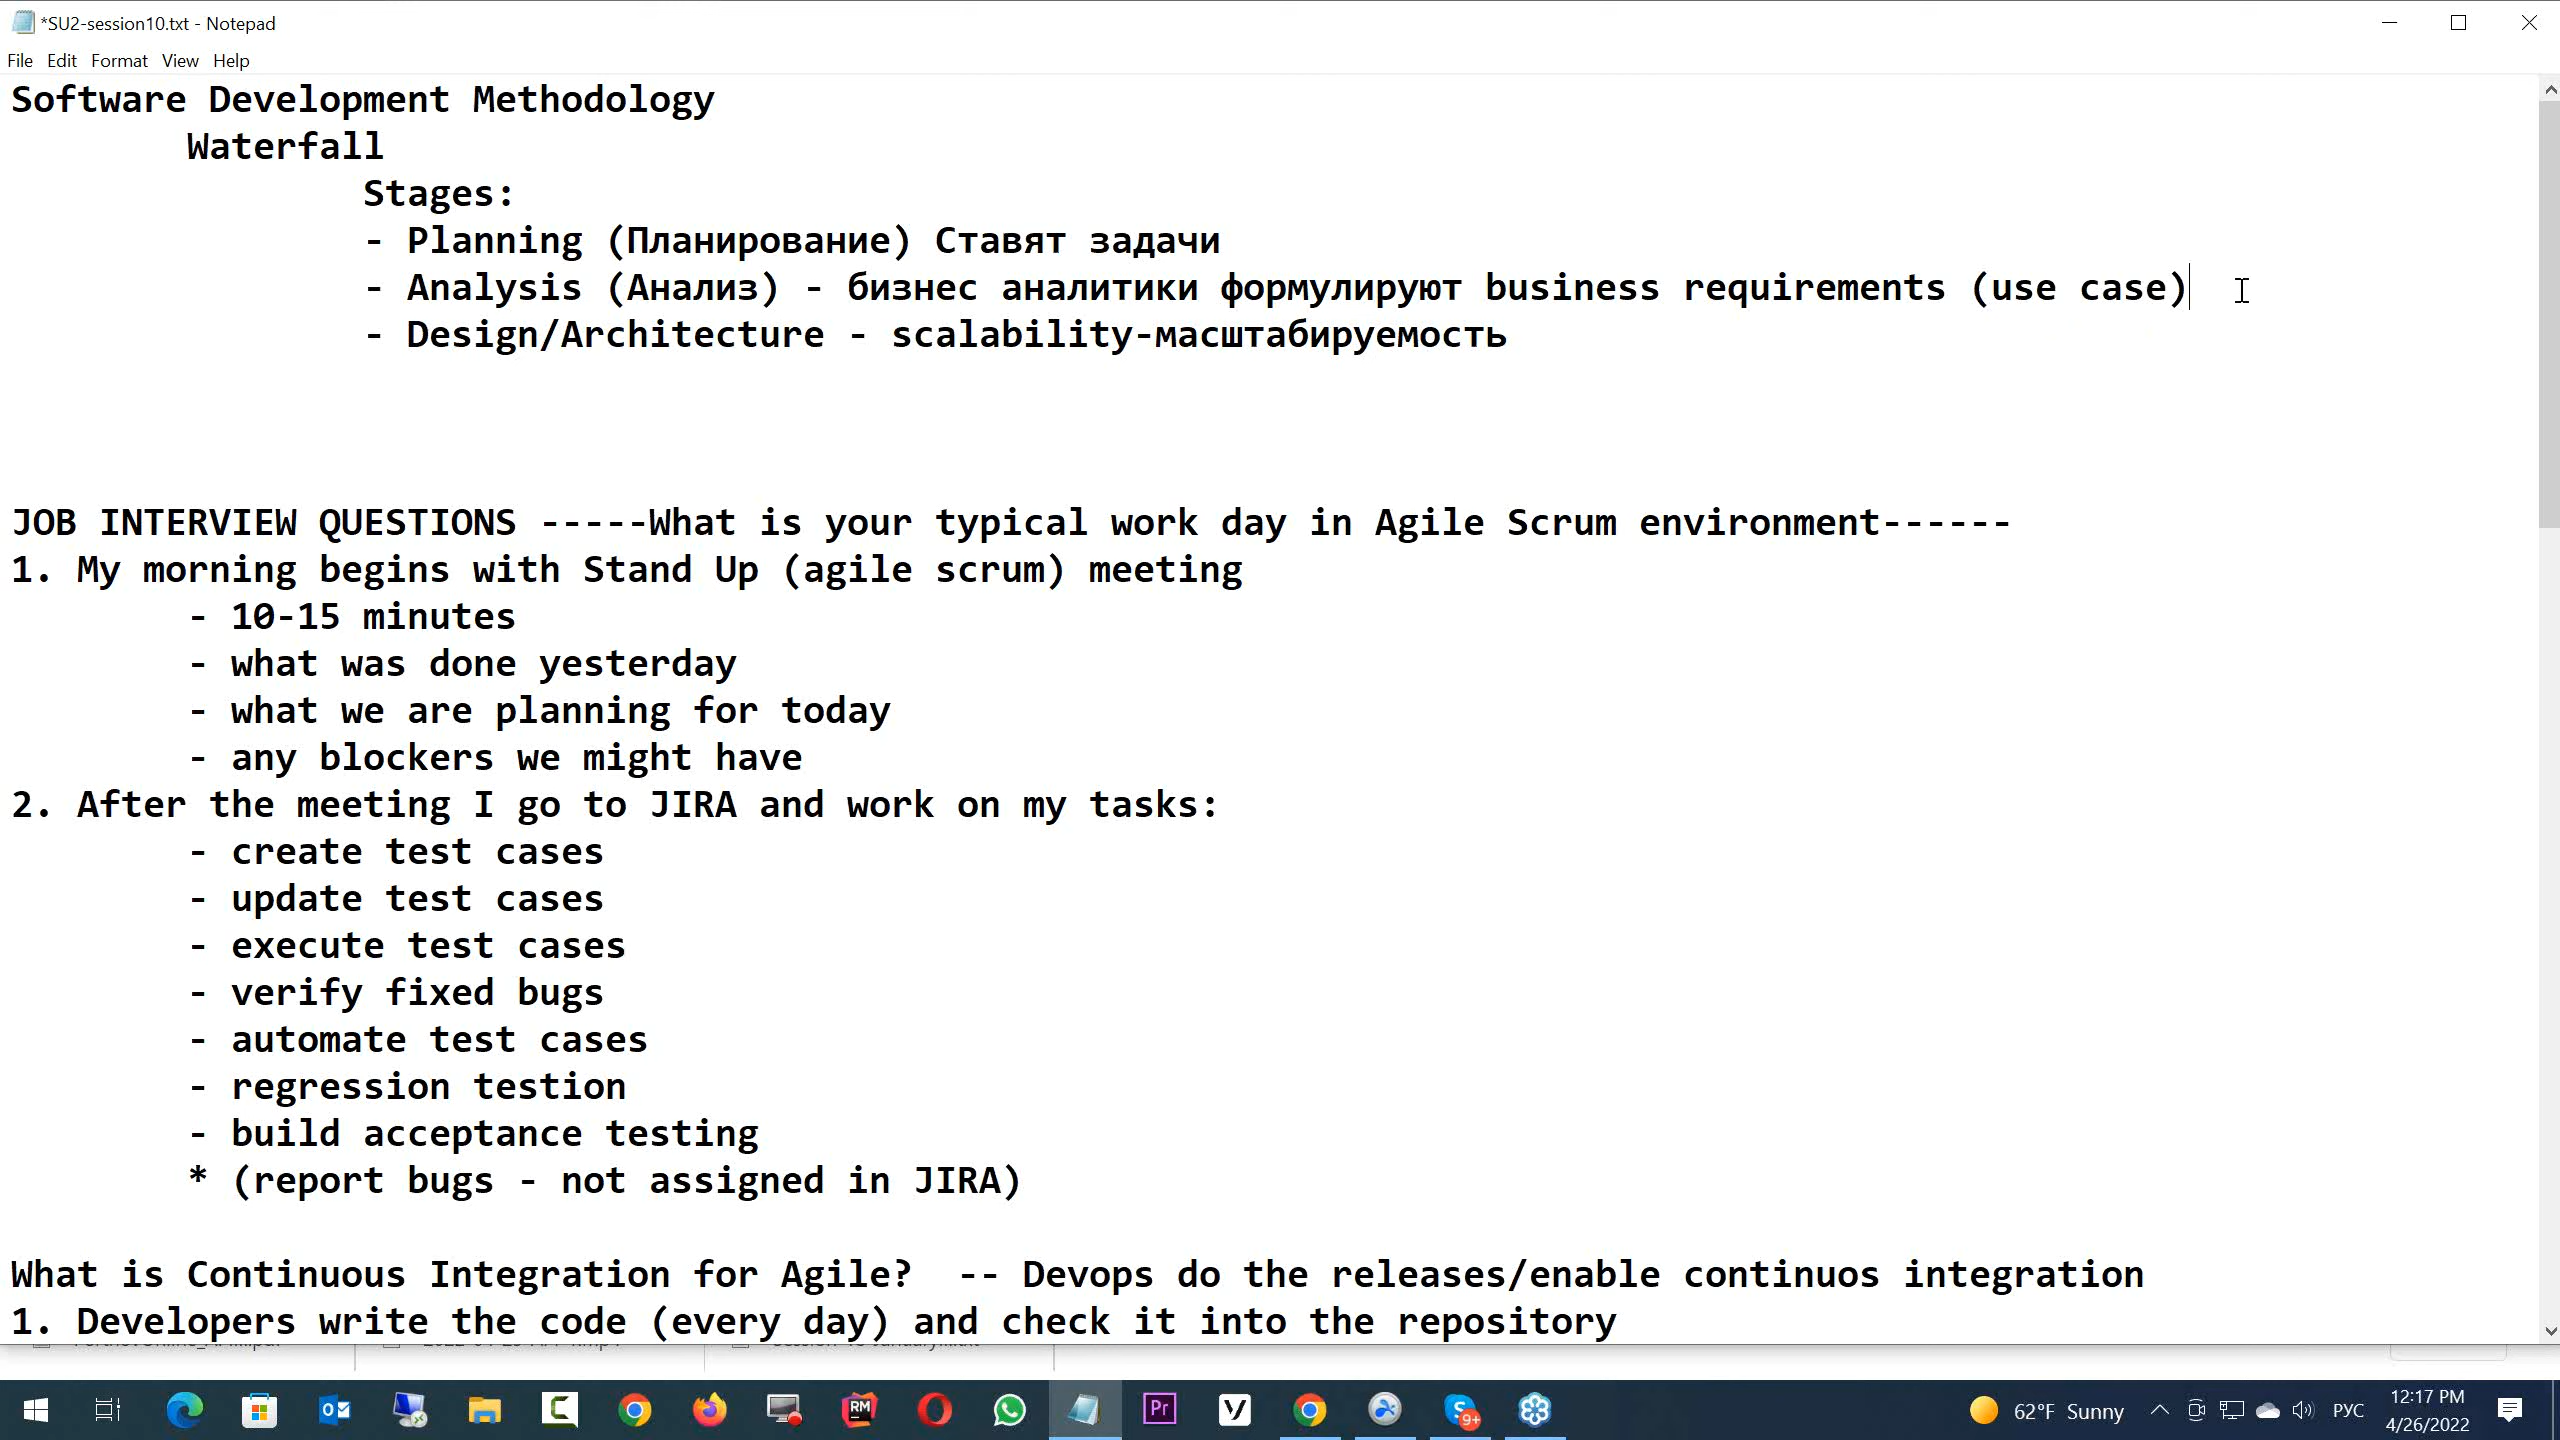 *SU2-session10.txt - Notepad
File Edit Format View Help
Software Development Methodology
Waterfall
Stages:
- Planning (Планирование) Ставят задачи
- Analysis (Анализ) - бизнес аналитики формулируют business requirements (use case)
- Design/Architecture - scalability-масштабируемость
JOB INTERVIEW QUESTIONS -----What is your typical work day in Agile Scrum environment------
1. My morning begins with Stand Up (agile scrum) meeting
- 10-15 minutes
- what was done yesterday
- what we are planning for today
- any blockers we might have
2. After the meeting I go to JIRA and work on my tasks:
- create test cases
- update test cases
- execute test cases
- verify fixed bugs
- automate test cases
- regression testion
- build acceptance testing
* (report bugs - not assigned in JIRA)
What is Continuous Integration for Agile?  -- Devops do the releases/enable continuos integration
1. Developers write the code (every day) and check it into the repository
62°F Sunny
РУС
12:17 PM
4/26/2022